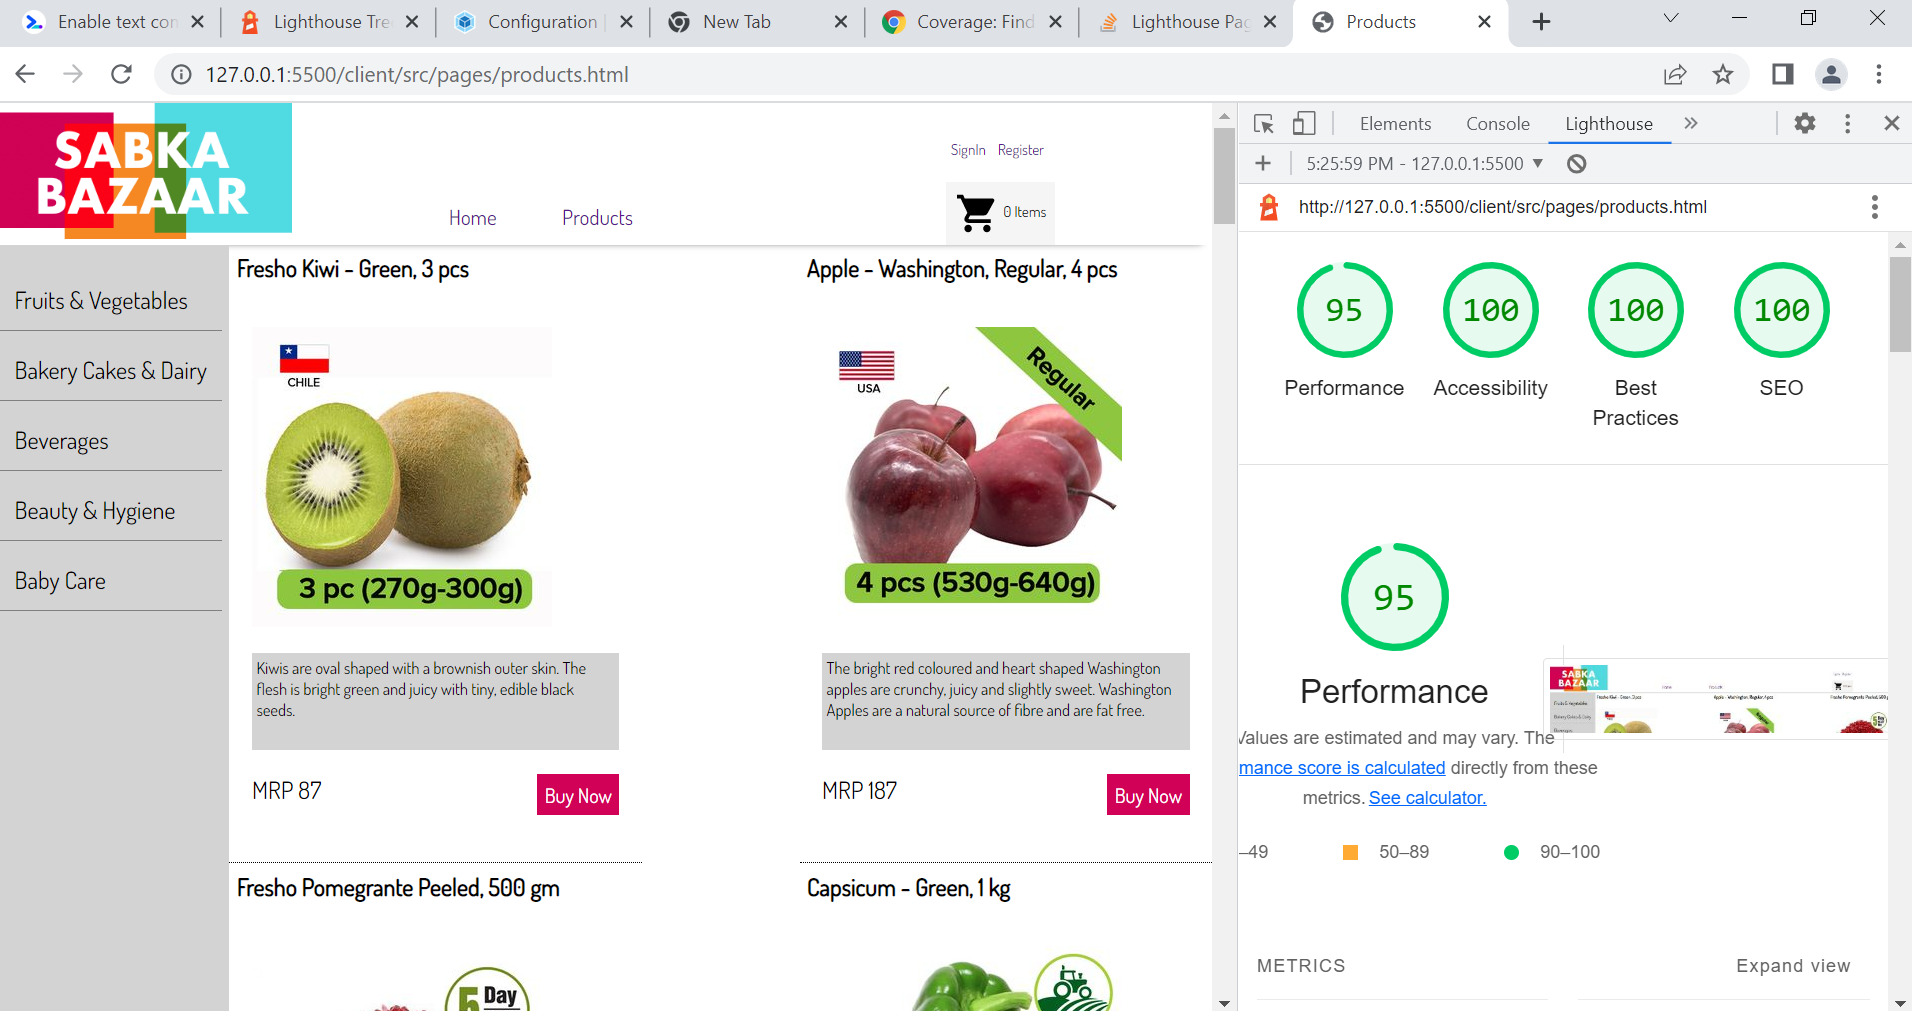 Enable text con
Lighthouse Tre
Configuration
New Tab
Coverage: Find
Lighthouse Pag
Products
127.0.0.1:5500/client/src/pages/products.html
SABKA
BAZAAR
SignIn Register
Home Products
0 Items
Fruits & Vegetables
Bakery Cakes & Dairy
Beverages
Beauty & Hygiene
Baby Care
Fresho Kiwi - Green, 3 pcs
CHILE
3 pc (270g-300g)
Kiwis are oval shaped with a brownish outer skin. The
flesh is bright green and juicy with tiny, edible black
seeds.
MRP 87
Buy Now
Apple - Washington, Regular, 4 pcs
USA
Regular
4 pcs (530g-640g)
The bright red coloured and heart shaped Washington
apples are crunchy, juicy and slightly sweet. Washington
Apples are a natural source of fibre and are fat free.
MRP 187
Buy Now
Fresho Pomegrante Peeled, 500 gm
5 Day
Capsicum - Green, 1 kg
Elements Console Lighthouse
5:25:59 PM - 127.0.0.1:5500
http://127.0.0.1:5500/client/src/pages/products.html
95
Performance
100
Accessibility
100
Best
Practices
100
SEO
95
Performance
Values are estimated and may vary. The
mance score is calculated directly from these
metrics. See calculator.
–49 50–89 90–100
SABKA
BAZAAR
METRICS
Expand view